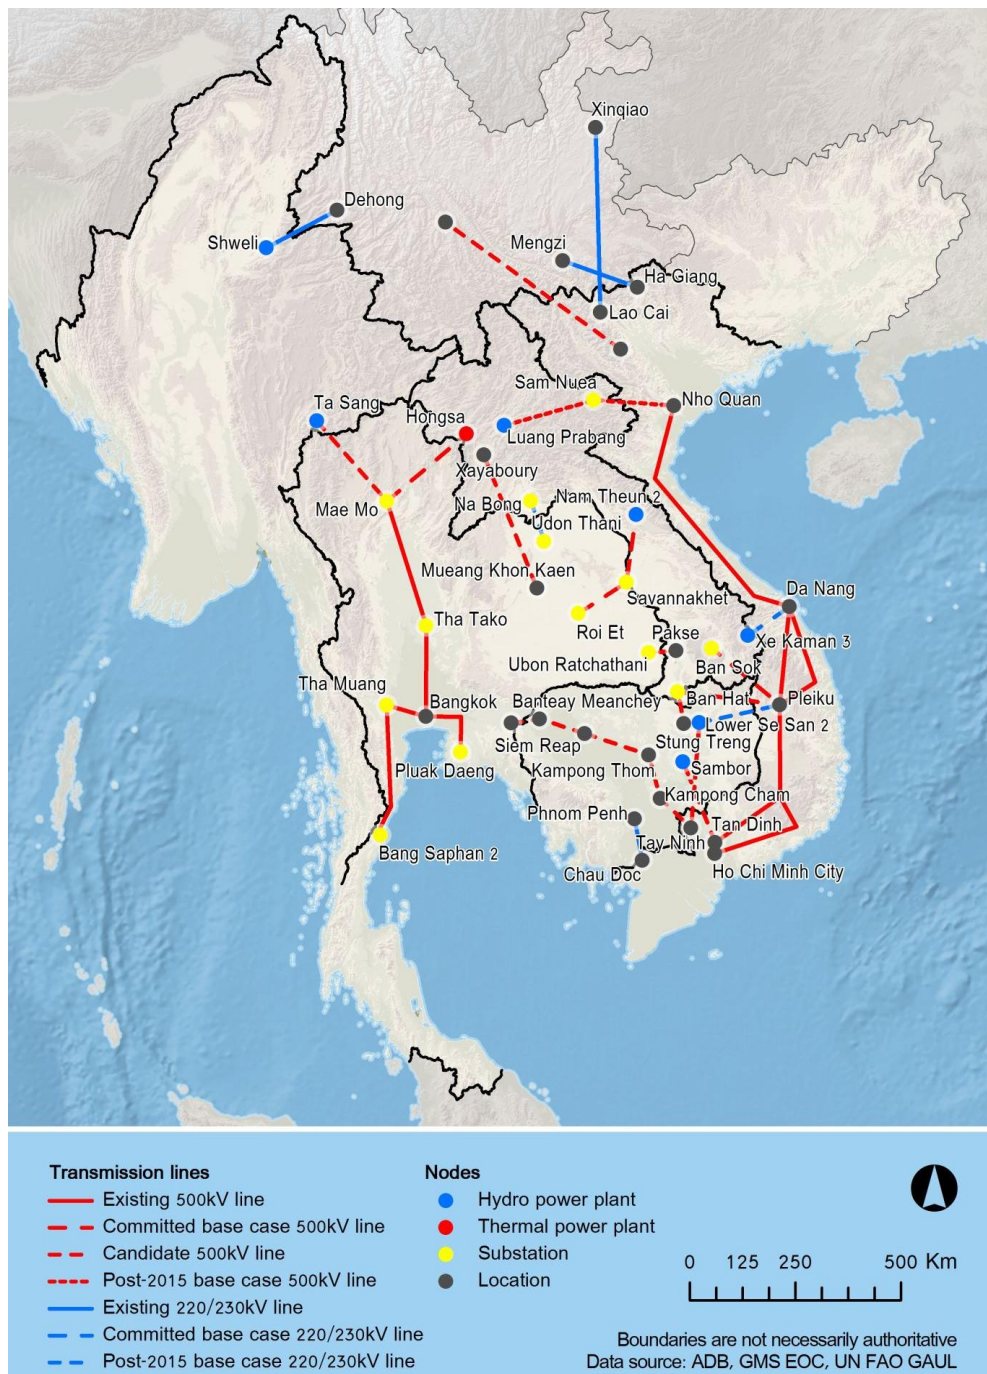 Xinqiao
Dehong
Shweli
Mengzi
Ha Giang
Lao Cai
Sam Nuea
Nho Quan
Ta Sang
Hongsa
Luang Prabang
Xayaboury
Mae Mo
Na Bong
Nam Theun 2
Udon Thani
Mueang Khon Kaen
Savannakhet
Da Nang
Tha Tako
Roi Et
Pakse
Xe Kaman 3
Ubon Ratchathani
Ban Sok
Tha Muang
Bangkok
Banteay Meanchey
Ban Hat
Pleiku
Lower Se San 2
Siem Reap
Stung Treng
Pluak Daeng
Kampong Thom
Sambor
Kampong Cham
Phnom Penh
Tan Dinh
Tay Ninh
Bang Saphan 2
Chau Doc
Ho Chi Minh City
Transmission lines
Existing 500kV line
Committed base case 500kV line
Candidate 500kV line
Post-2015 base case 500kV line
Existing 220/230kV line
Committed base case 220/230kV line
Post-2015 base case 220/230kV line
Nodes
Hydro power plant
Thermal power plant
Substation
Location
0 125 250 500 Km
Boundaries are not necessarily authoritative
Data source: ADB, GMS EOC, UN FAO GAUL